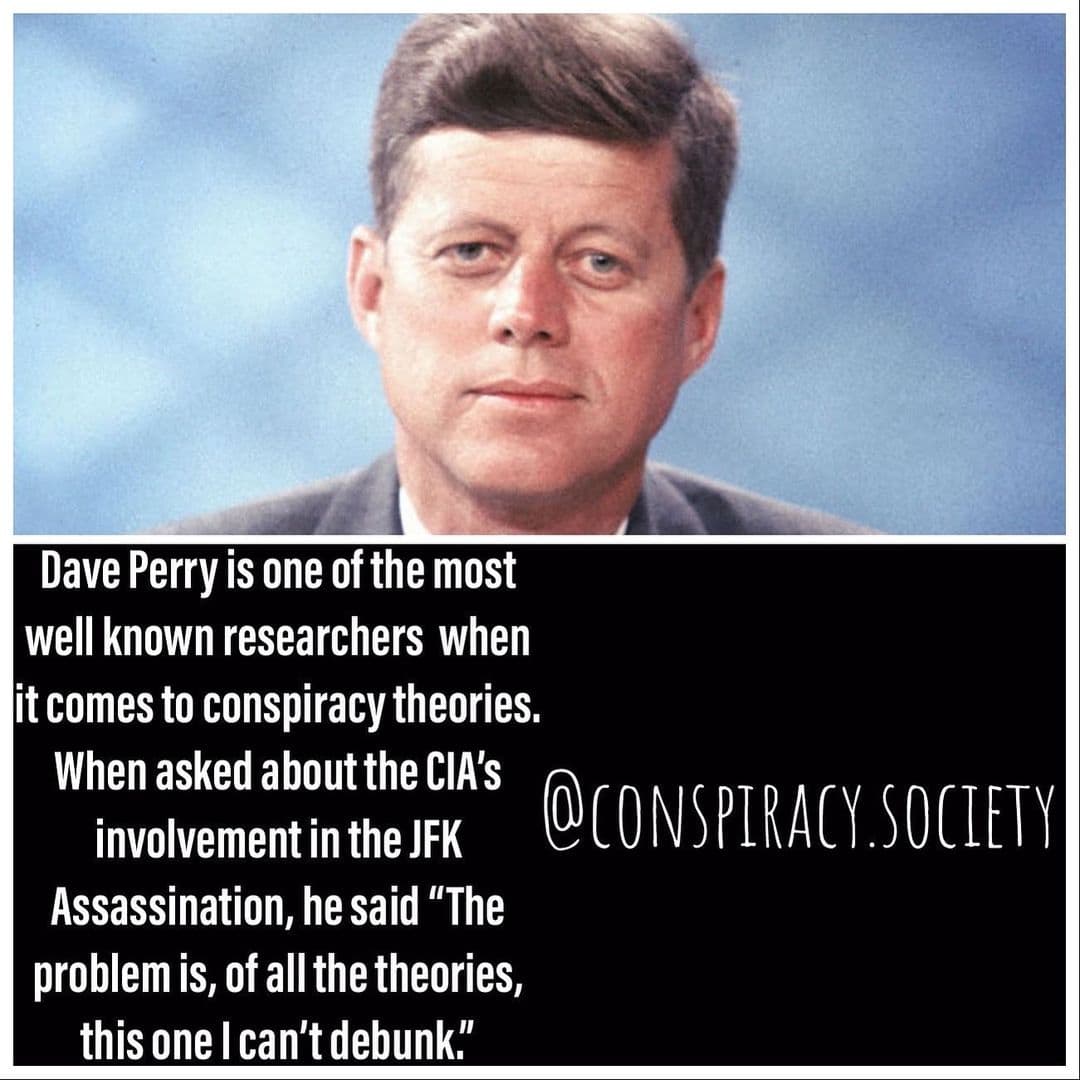 Dave Perry is one of the most
well known researchers when
it comes to conspiracy theories.
When asked about the CIA’s
involvement in the JFK
Assassination, he said “The
problem is, of all the theories,
this one I can’t debunk.”
@CONSPIRACY.SOCIETY